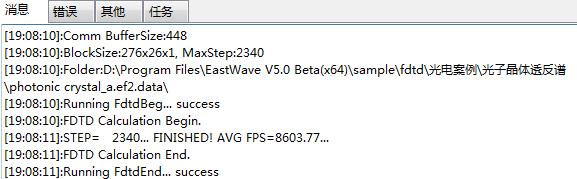 消息 错误 其他 任务
[19:08:10]:Comm BufferSize:448
[19:08:10]:BlockSize:276x26x1, MaxStep:2340
[19:08:10]:Folder:D:\Program Files\EastWave V5.0 Beta(x64)\sample\fdtd\光电案例\光子晶体透反谱
\photonic crystal_a.ef2.data\
[19:08:10]:Running FdtdBeg... success
[19:08:10]:FDTD Calculation Begin.
[19:08:11]:STEP= 2340... FINISHED! AVG FPS=8603.77...
[19:08:11]:FDTD Calculation End.
[19:08:11]:Running FdtdEnd... success